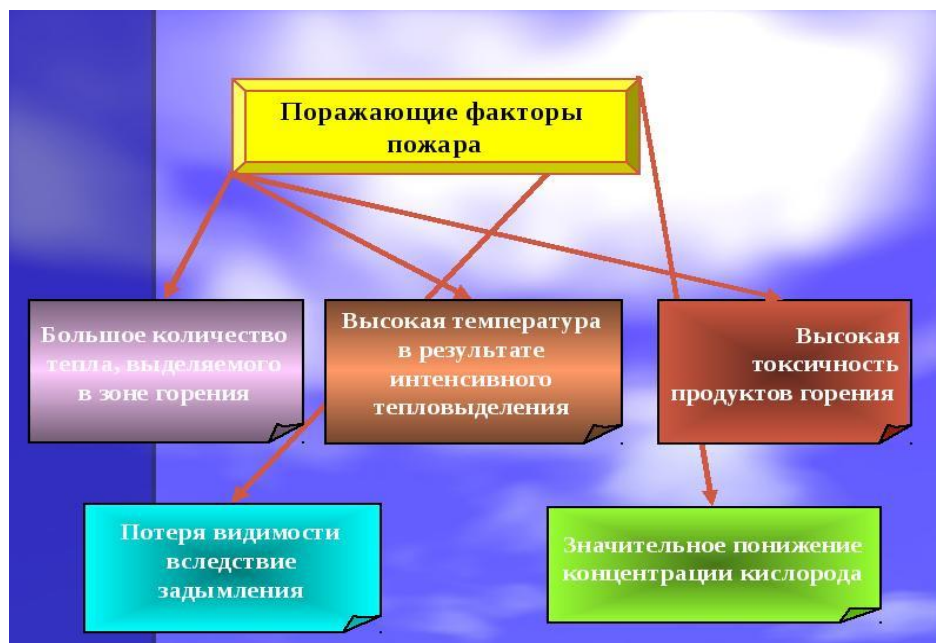 Поражающие факторы
пожара
Большое количество
тепла, выделяемого
в зоне горения
Высокая температура
в результате
интенсивного
тепловыделения
Высокая
токсичность
продуктов горения
Потеря видимости
вследствие
задымления
Значительное понижение
концентрации кислорода